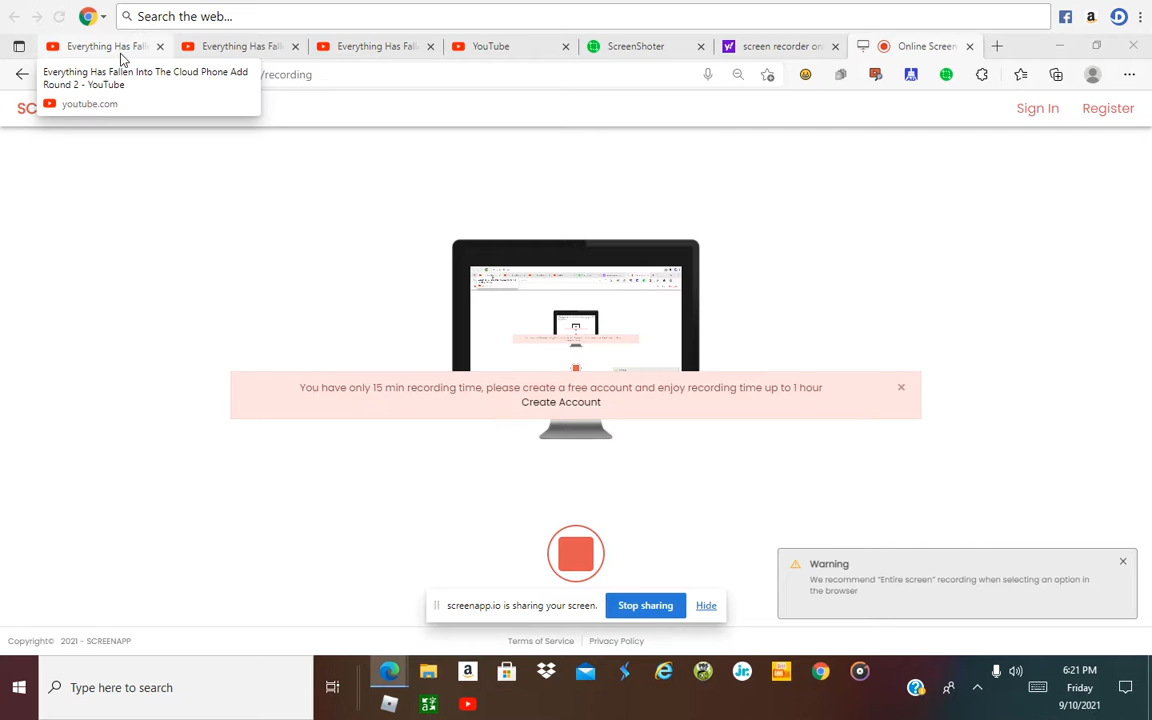 Search the web...
Everything Has Fall
Everything Has Fall
Everything Has Fall
YouTube
ScreenShoter
screen recorder on
Online Screen
Everything Has Fallen Into The Cloud Phone Add
Round 2 - YouTube
youtube.com
/recording
SC
Sign In
Register
You have only 15 min recording time, please create a free account and enjoy recording time up to 1 hour
Create Account
Warning
We recommend "Entire screen" recording when selecting an option in
the browser
screenapp.io is sharing your screen.
Stop sharing
Hide
Copyright© 2021 - SCREENAPP
Terms of Service
Privacy Policy
Type here to search
jr.
6:21 PM
Friday
9/10/2021